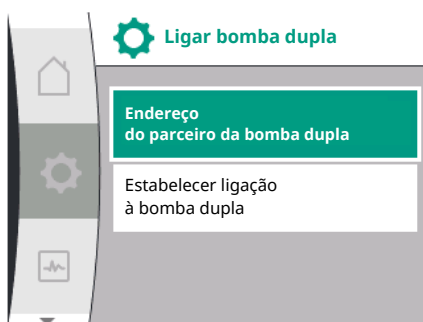 Ligar bomba dupla
Endereço
do parceiro da bomba dupla
Estabelecer ligação
à bomba dupla